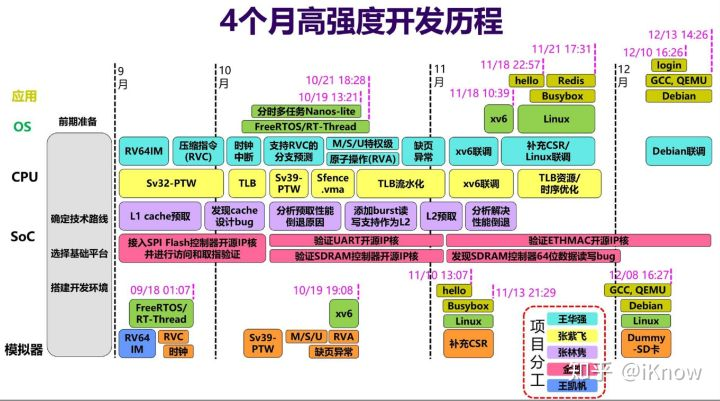 4个月高强度开发历程
12/13 14:26
11/21 17:31
12/10 16:26
9月
10月
10/21 18:28
10/19 13:21
11月
11/18 22:57
11/18 10:39
12月
login
hello
Redis
GCC, QEMU
应用
Busybox
Debian
前期准备
分时多任务Nanos-lite
xv6
Linux
OS
FreeRTOS/RT-Thread
CPU
RV64IM
压缩指令(RVC)
时钟中断
支持RVC的分支预测
M/S/U特权级
原子操作(RVA)
缺页异常
xv6联调
补充CSR/
Linux联调
Debian联调
Sv32-PTW
TLB
Sv39-
PTW
Sfence
.vma
TLB流水化
xv6联调
TLB资源/
时序优化
SoC
确定技术路线
L1 cache预取
发现cache
设计bug
分析预取性能
倒退原因
添加burst读
写支持作为L2
L2预取
分析解决
性能倒退
选择基础平台
接入SPI Flash控制器开源IP核
并进行访问和取指验证
验证UART开源IP核
验证ETHMAC开源IP核
验证SDRAM控制器开源IP核
发现SDRAM控制器64位数据读写bug
搭建开发环境
09/18 01:07
10/19 19:08
11/10 13:07
11/13 21:29
12/08 16:27
模拟器
FreeRTOS/
RT-Thread
xv6
hello
Busybox
Linux
GCC, QEMU
Debian
Linux
RV64
IM
RVC
时钟
Sv39-
PTW
M/S/U
RVA
缺页异常
补充CSR
Dummy
-SD卡
项目分工
王华强
张紫飞
张林隽
王凯帆
知乎 @iKnow